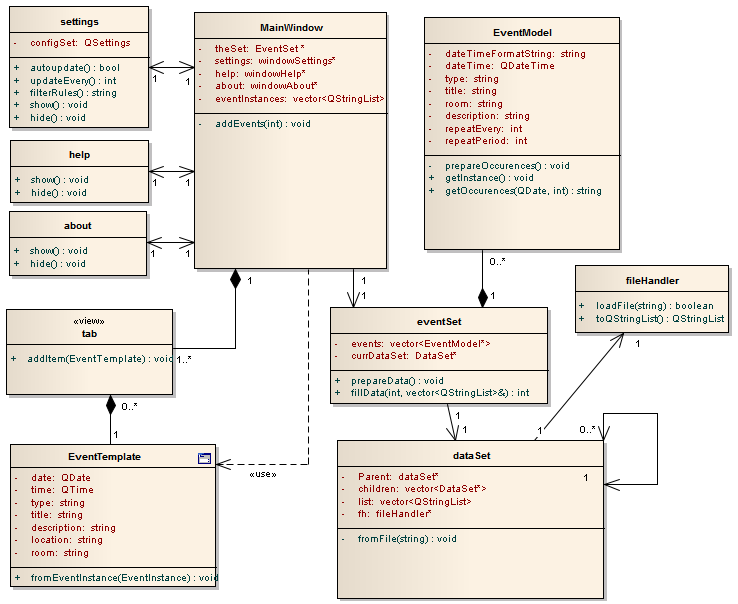 settings
- configSet: QSettings
+ autoupdate() : bool
+ updateEvery() : int
+ filterRules() : string
+ show() : void
+ hide() : void
1
1
help
+ show() : void
+ hide() : void
1
1
about
+ show() : void
+ hide() : void
1
1
MainWindow
- theSet: EventSet *
- settings: windowSettings*
- help: windowHelp*
- about: windowAbout*
- eventInstances: vector<QStringList>
- addEvents(int) : void
EventModel
- dateTimeFormatString: string
- dateTime: QDateTime
- type: string
- title: string
- room: string
- description: string
- repeatEvery: int
- repeatPeriod: int
- prepareOccurences() : void
+ getInstance() : void
+ getOccurences(QDate, int) : string
0..*
1
1
1
1
1..*
«view»
tab
+ addItem(EventTemplate) : void
0..*
1
eventSet
- events: vector<EventModel*>
- currDataSet: DataSet*
+ prepareData() : void
+ fillData(int, vector<QStringList>&) : int
1
1
fileHandler
+ loadFile(string) : boolean
+ toQStringList() : QStringList
1
1
0..*
1
EventTemplate
- date: QDate
- time: QTime
- type: string
- title: string
- description: string
- location: string
- room: string
+ fromEventInstance(EventInstance) : void
«use»
dataSet
- Parent: dataSet*
- children: vector<DataSet*>
- list: vector<QStringList>
- fh: fileHandler*
- fromFile(string) : void